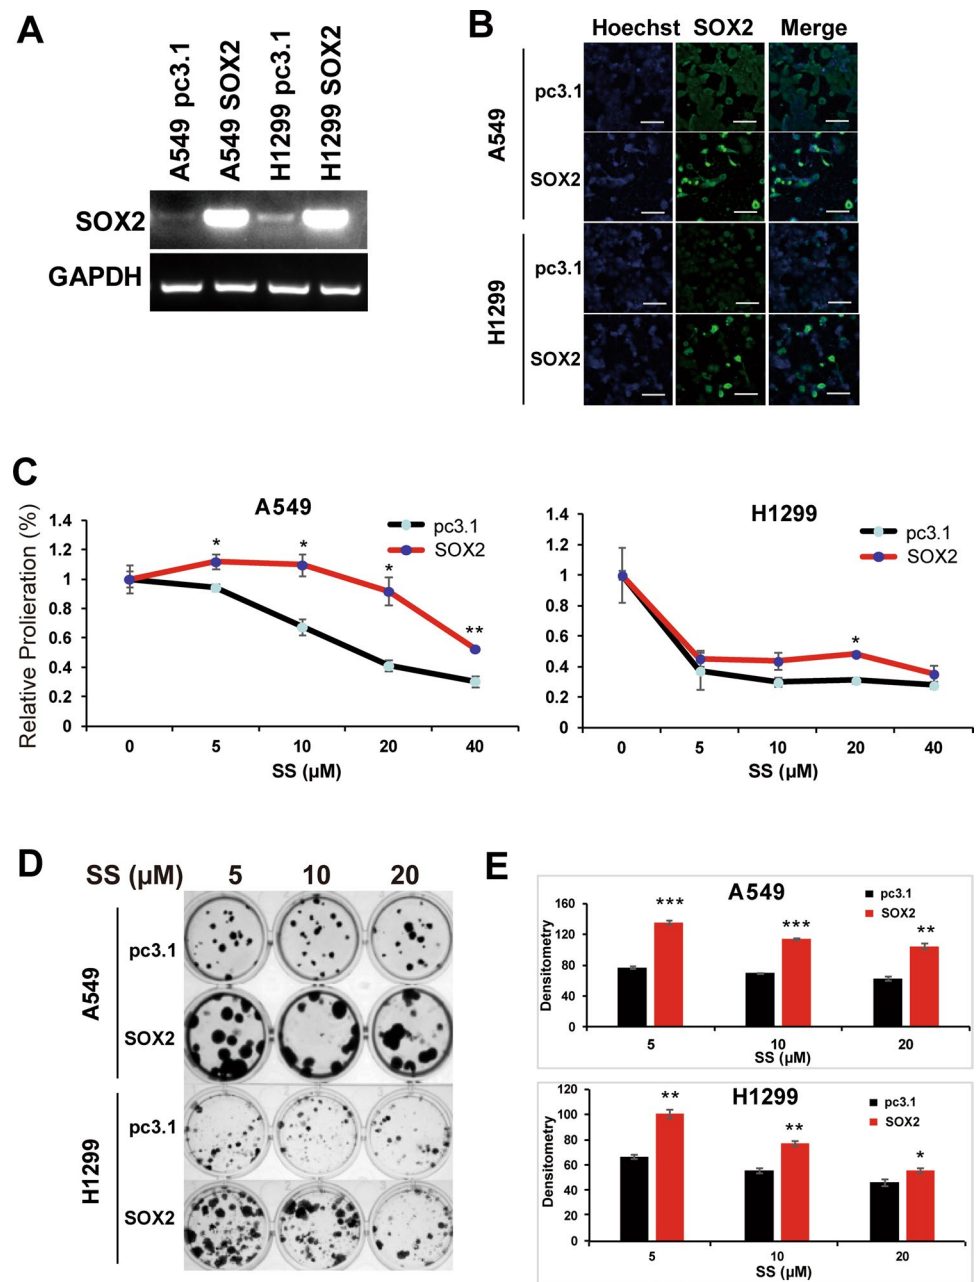 A
A549 pc3.1
A549 SOX2
H1299 pc3.1
H1299 SOX2
SOX2
GAPDH
B
Hoechst SOX2 Merge
A549
pc3.1
SOX2
H1299
pc3.1
SOX2
C
Relative Prolieration (%)
A549
pc3.1
SOX2
1.4
1.2
1
0.8
0.6
0.4
0.2
0
* * * **
0 5 10 20 40
SS (µM)
H1299
pc3.1
SOX2
1.4
1.2
1
0.8
0.6
0.4
0.2
0
*
0 5 10 20 40
SS (µM)
D
SS (µM) 5 10 20
A549
pc3.1
SOX2
H1299
pc3.1
SOX2
E
A549
pc3.1
SOX2
Densitometry
160
120
80
40
0
*** *** **
5 10 20
SS (µM)
H1299
pc3.1
SOX2
Densitometry
120
100
80
60
40
20
0
** ** *
5 10 20
SS (µM)